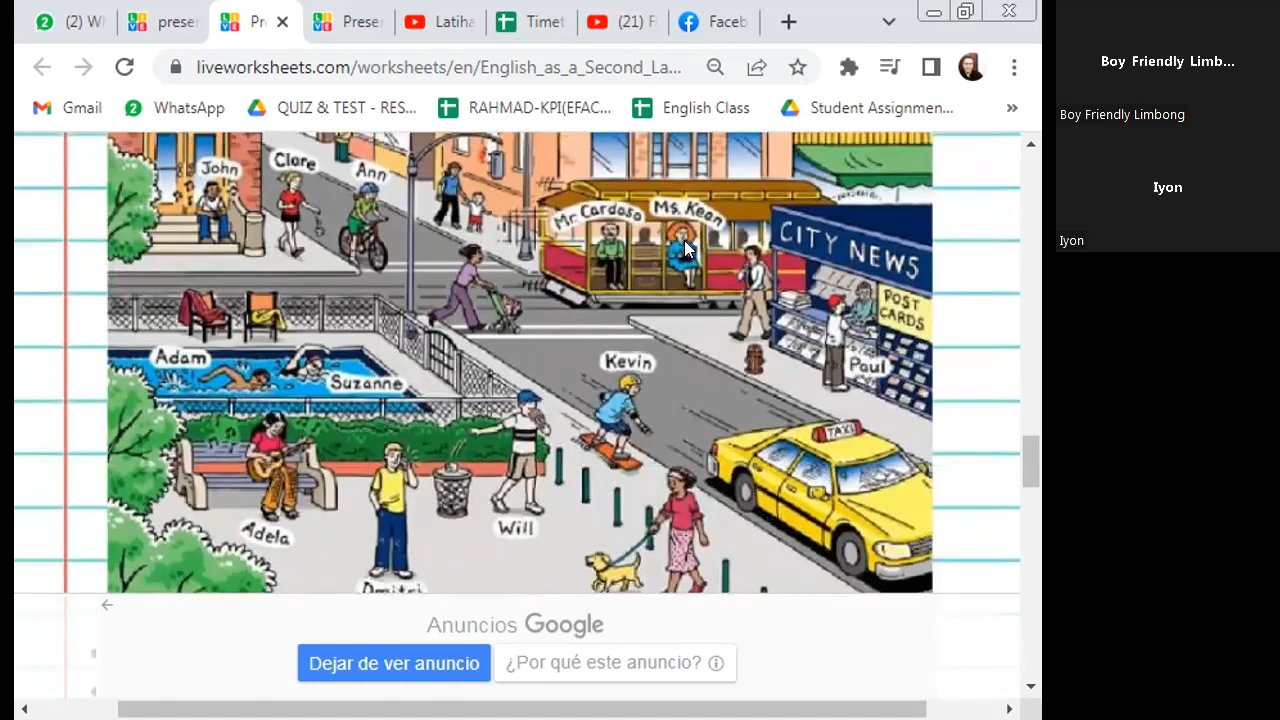 (2) W
preser
Pr
Presen
Latiha
Timet
(21) F
Faceb
liveworksheets.com/worksheets/en/English_as_a_Second_La...
Gmail
WhatsApp
QUIZ & TEST - RES...
RAHMAD-KPI(EFAC...
English Class
Student Assignmen...
Boy Friendly Limb...
Boy Friendly Limbong
Iyon
Iyon
John
Clare
Ann
Mr. Cardoso
Ms. Kean
CITY NEWS
POST
CARDS
Adam
Suzanne
Kevin
Paul
TAXI
Adela
Will
Dmitri
Anuncios Google
Dejar de ver anuncio
¿Por qué este anuncio?